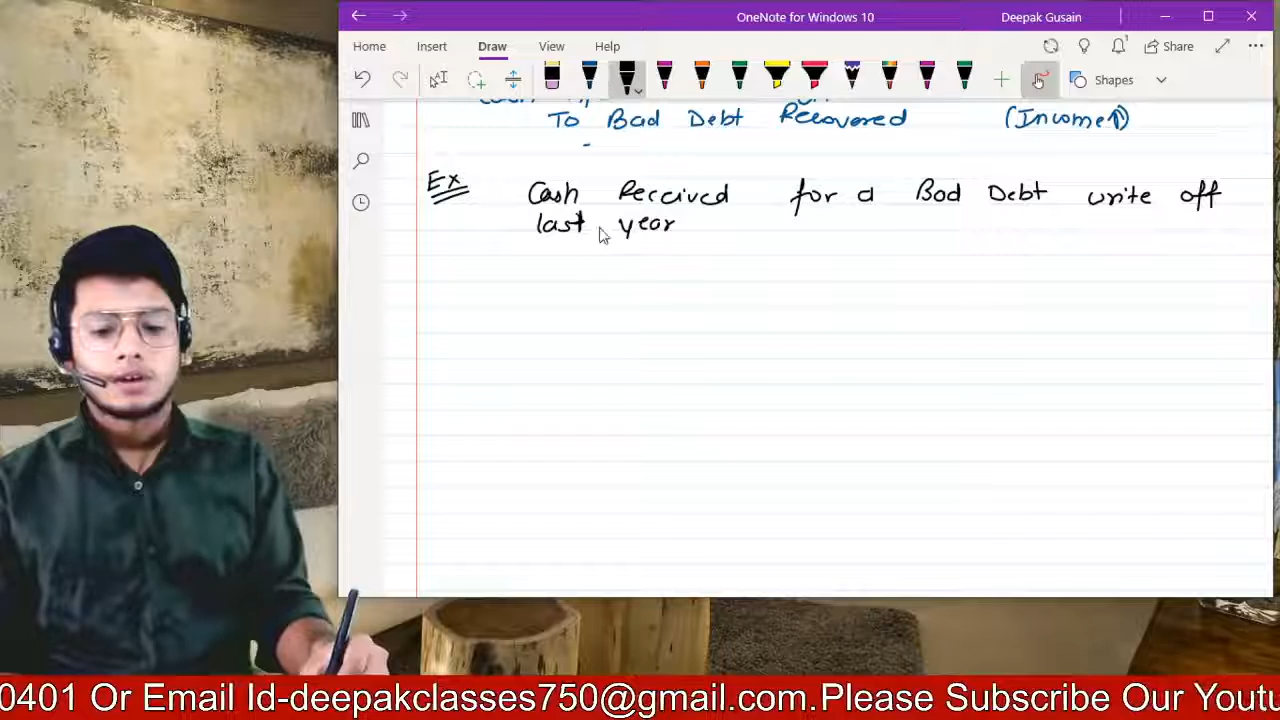 OneNote for Windows 10
Deepak Gusain
Home Insert Draw View Help
Share
Shapes
Cash
To Bad Debt Recovered (Income↑)
Ex Cash Received for a Bad Debt write off
last year
0401 Or Email Id-deepakclasses750@gmail.com.Please Subscribe Our Youtu